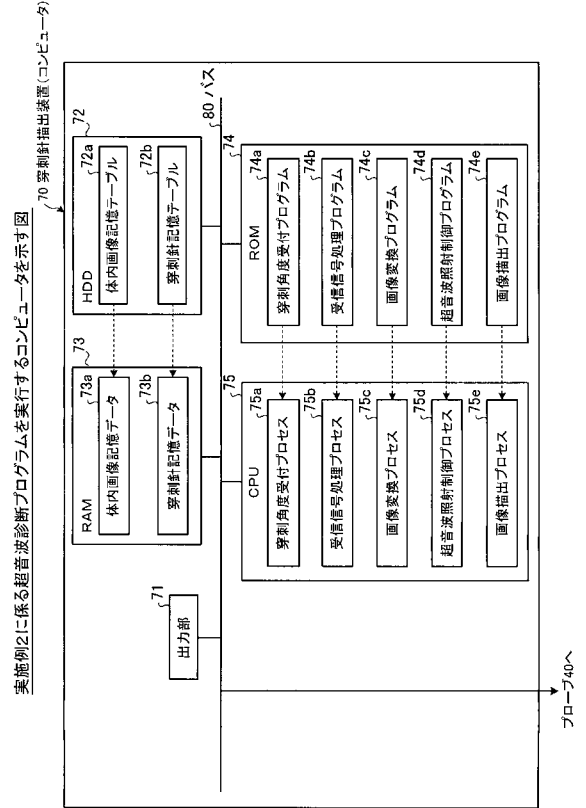 実施例2に係る超音波診断プログラムを実行するコンピュータを示す図
70 穿刺針描出装置(コンピュータ)
71
出力部
73
RAM
73a
体内画像記憶データ
73b
穿刺針記憶データ
72
HDD
72a
体内画像記憶テーブル
72b
穿刺針記憶テーブル
80 バス
75
CPU
75a
穿刺角度受付プロセス
75b
受信信号処理プロセス
75c
画像変換プロセス
75d
超音波照射制御プロセス
75e
画像描出プロセス
74
ROM
74a
穿刺角度受付プログラム
74b
受信信号処理プログラム
74c
画像変換プログラム
74d
超音波照射制御プログラム
74e
画像描出プログラム
プローブ40へ